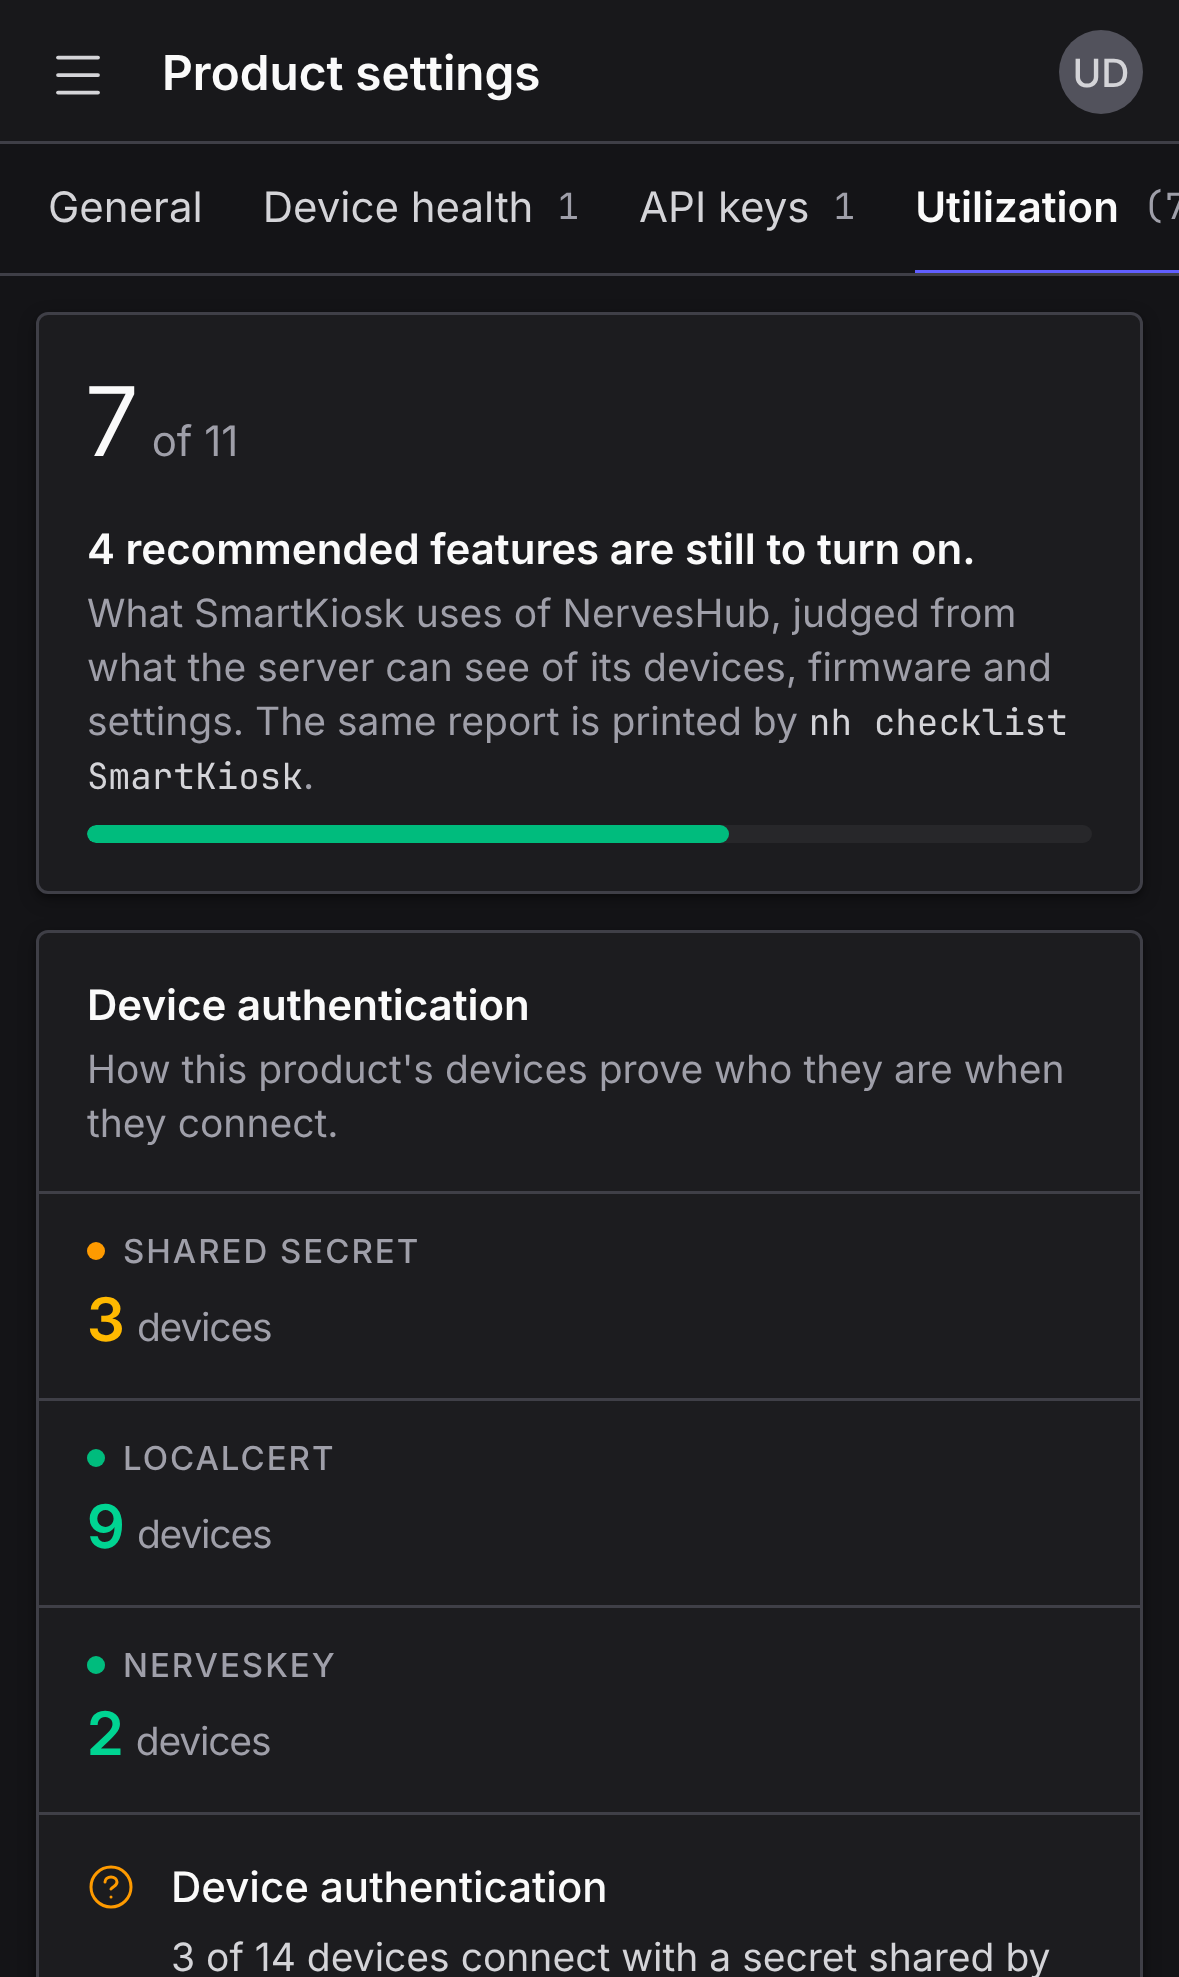 Product settings
UD
General Device health 1 API keys 1 Utilization (7
7 of 11
4 recommended features are still to turn on.
What SmartKiosk uses of NervesHub, judged from
what the server can see of its devices, firmware and
settings. The same report is printed by nh checklist
SmartKiosk.
Device authentication
How this product's devices prove who they are when
they connect.
SHARED SECRET
3 devices
LOCALCERT
9 devices
NERVESKEY
2 devices
Device authentication
3 of 14 devices connect with a secret shared by